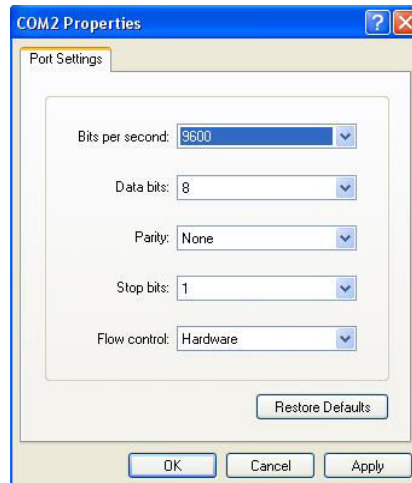 COM2 Properties
Port Settings
Bits per second: 9600
Data bits: 8
Parity: None
Stop bits: 1
Flow control: Hardware
Restore Defaults
OK Cancel Apply